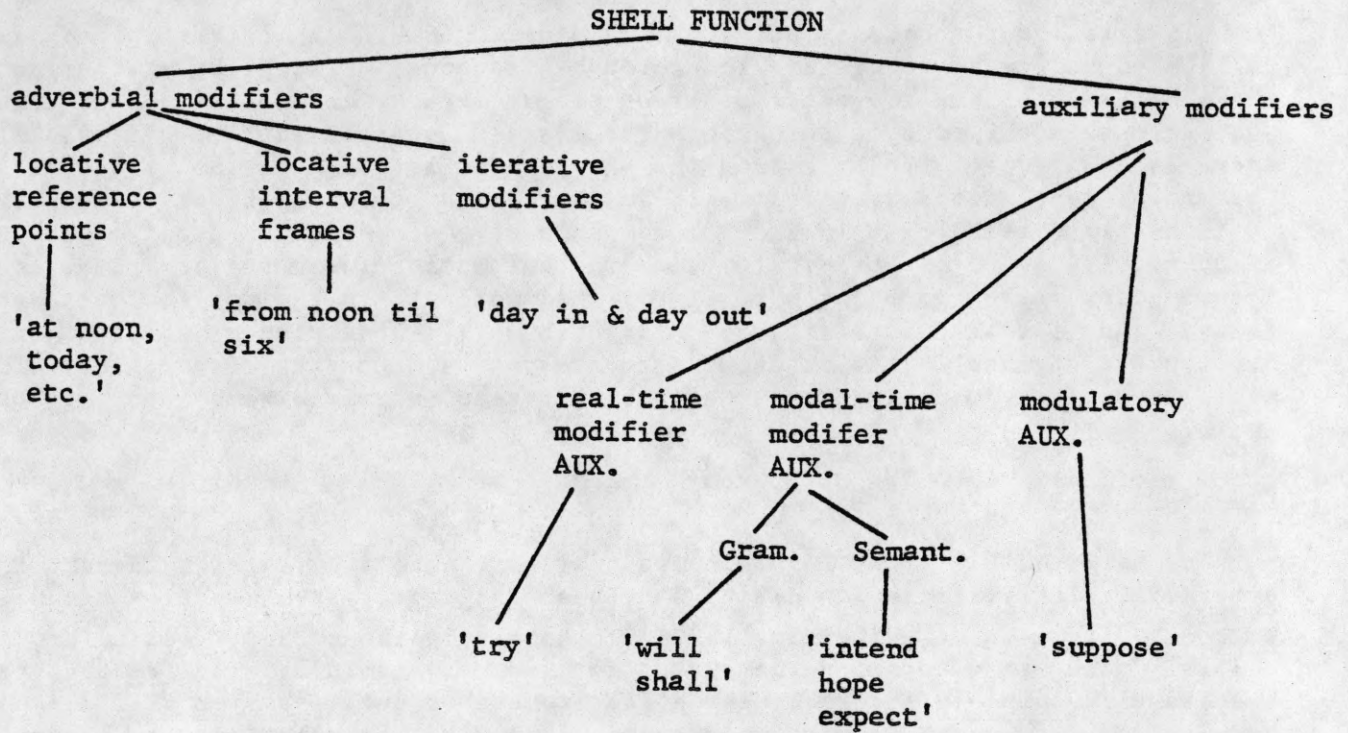 SHELL FUNCTION
adverbial modifiers
auxiliary modifiers
locative
reference
points
locative
interval
frames
iterative
modifiers
'at noon,
today,
etc.'
'from noon til
six'
'day in & day out'
real-time
modifier
AUX.
modal-time
modifer
AUX.
modulatory
AUX.
Gram.
Semant.
'try'
'will
shall'
'intend
hope
expect'
'suppose'